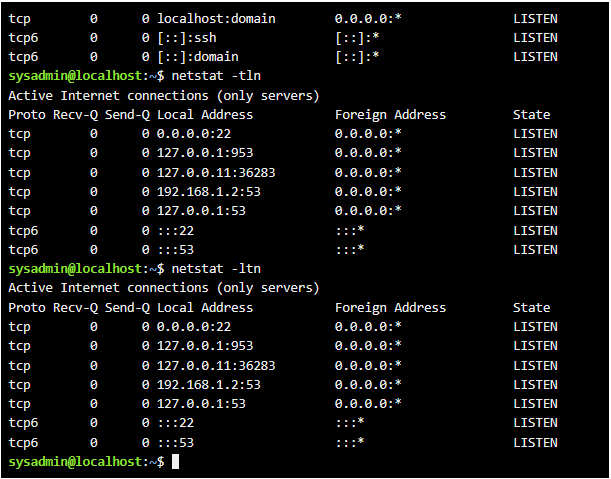 tcp 0 0 localhost:domain 0.0.0.0:* LISTEN
tcp6 0 0 [::]:ssh [::]:* LISTEN
tcp6 0 0 [::]:domain [::]:* LISTEN
sysadmin@localhost:~$ netstat -tln
Active Internet connections (only servers)
Proto Recv-Q Send-Q Local Address Foreign Address State
tcp 0 0 0.0.0.0:22 0.0.0.0:* LISTEN
tcp 0 0 127.0.0.1:953 0.0.0.0:* LISTEN
tcp 0 0 127.0.0.11:36283 0.0.0.0:* LISTEN
tcp 0 0 192.168.1.2:53 0.0.0.0:* LISTEN
tcp 0 0 127.0.0.1:53 0.0.0.0:* LISTEN
tcp6 0 0 :::22 :::* LISTEN
tcp6 0 0 :::53 :::* LISTEN
sysadmin@localhost:~$ netstat -ltn
Active Internet connections (only servers)
Proto Recv-Q Send-Q Local Address Foreign Address State
tcp 0 0 0.0.0.0:22 0.0.0.0:* LISTEN
tcp 0 0 127.0.0.1:953 0.0.0.0:* LISTEN
tcp 0 0 127.0.0.11:36283 0.0.0.0:* LISTEN
tcp 0 0 192.168.1.2:53 0.0.0.0:* LISTEN
tcp 0 0 127.0.0.1:53 0.0.0.0:* LISTEN
tcp6 0 0 :::22 :::* LISTEN
tcp6 0 0 :::53 :::* LISTEN
sysadmin@localhost:~$